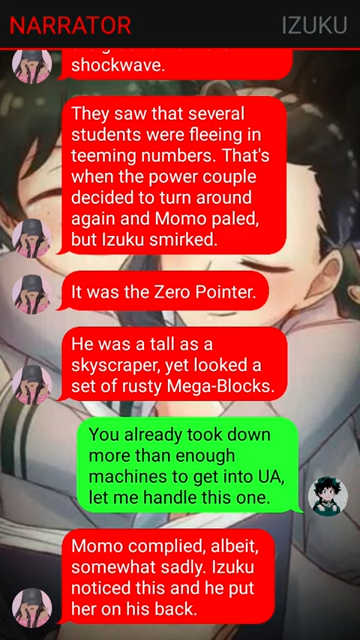 NARRATOR
IZUKU
shockwave.
They saw that several
students were fleeing in
teeming numbers. That's
when the power couple
decided to turn around
again and Momo paled,
but Izuku smirked.
It was the Zero Pointer.
He was a tall as a
skyscraper, yet looked a
set of rusty Mega-Blocks.
You already took down
more than enough
machines to get into UA,
let me handle this one.
Momo complied, albeit,
somewhat sadly. Izuku
noticed this and he put
her on his back.